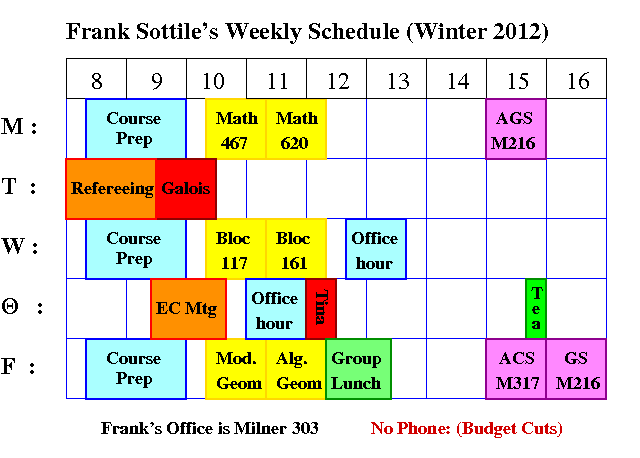 Frank Sottile's Weekly Schedule (Winter 2012)
8 9 10 11 12 13 14 15 16
M :
Course
Prep
Math
467
Math
620
AGS
M216
T :
Refereeing
Galois
W :
Course
Prep
Bloc
117
Bloc
161
Office
hour
Θ :
EC Mtg
Office
hour
Tina
Tea
F :
Course
Prep
Mod.
Geom
Alg.
Geom
Group
Lunch
ACS
M317
GS
M216
Frank's Office is Milner 303
No Phone: (Budget Cuts)